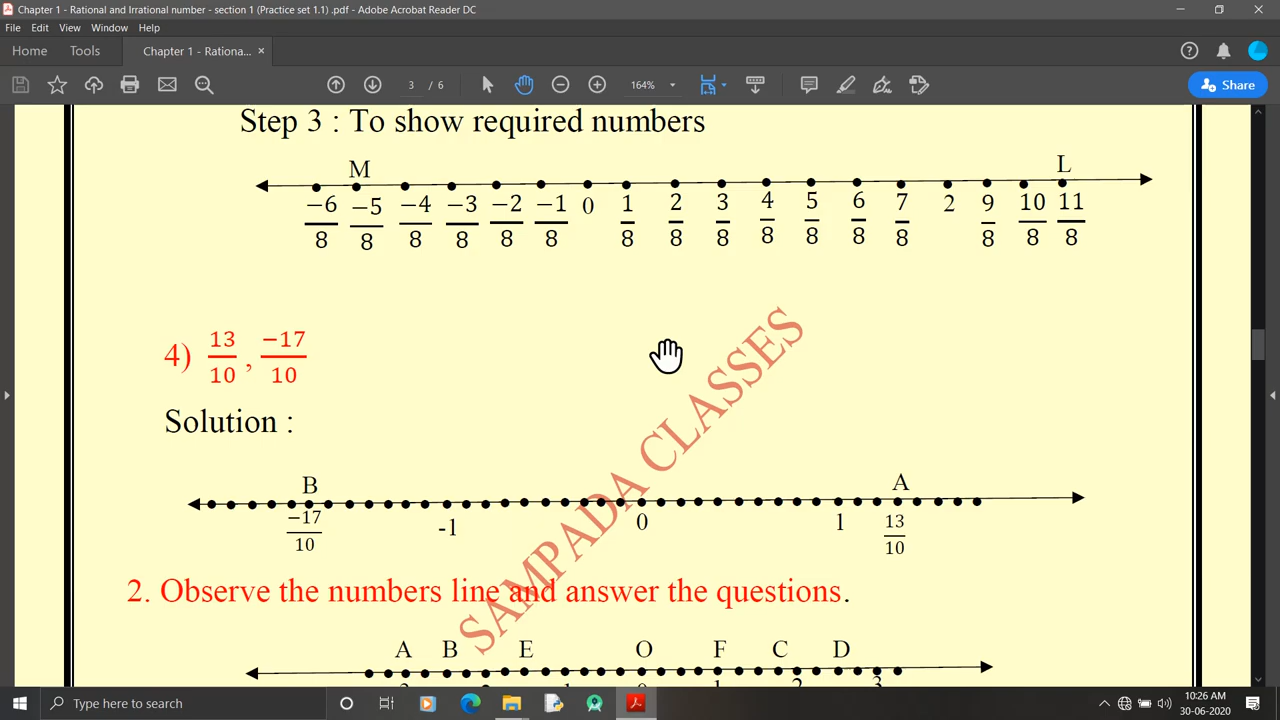 Chapter 1 - Rational and Irrational number - section 1 (Practice set 1.1) .pdf - Adobe Acrobat Reader DC
File Edit View Window Help
Home Tools Chapter 1 - Rationa... ×
3 / 6 164% Share
Step 3 : To show required numbers
M L
−6/8 −5/8 −4/8 −3/8 −2/8 −1/8 0 1/8 2/8 3/8 4/8 5/8 6/8 7/8 2 9/8 10/8 11/8
4) 13/10 , −17/10
Solution :
B A
−17/10 -1 0 1 13/10
2. Observe the numbers line and answer the questions.
A B E O F C D
SAMPADA CLASSES
Type here to search
10:26 AM
30-06-2020